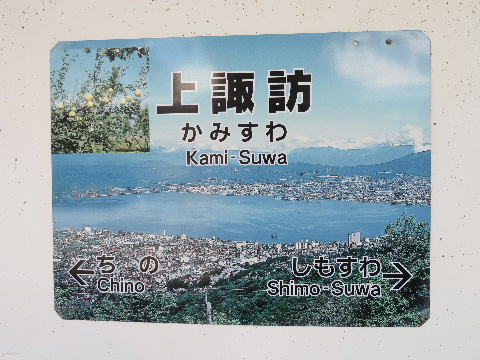 上諏訪
かみすわ
Kami-Suwa
←ちの しもすわ→
Chino Shimo-Suwa